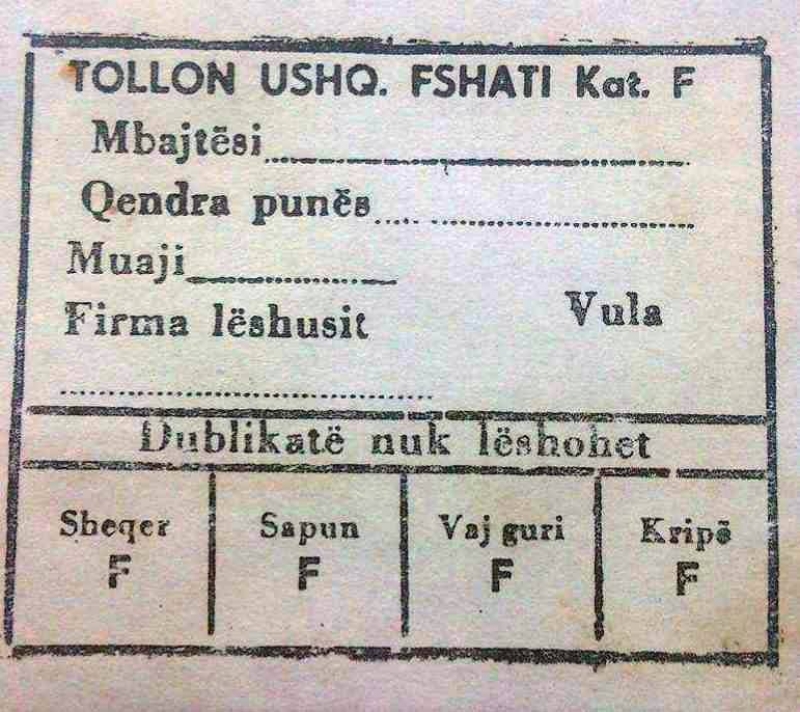 TOLLON USHQ. FSHATI Kat. F
Mbajtësi
Qendra punës
Muaji
Firma lëshusit
Vula
Dublikatë nuk lëshohet
Sheqer Sapun Vaj guri Kripë
F F F F